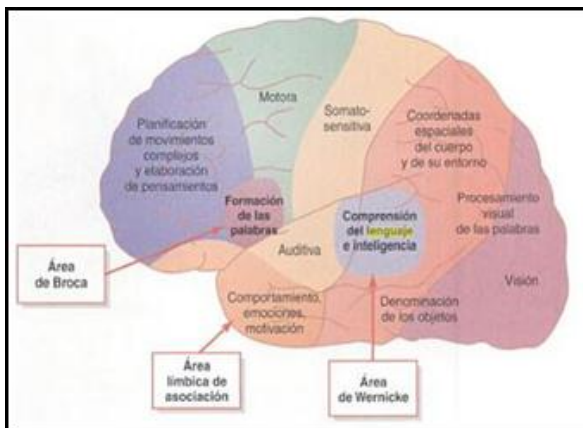 Motora
Somato-
sensitiva
Planificación
de movimientos
complejos
y elaboración
de pensamientos
Coordenadas
espaciales
del cuerpo
y de su entorno
Formación
de las
palabras
Comprensión
del lenguaje
e inteligencia
Procesamiento
visual
de las palabras
Auditiva
Visión
Área
de Broca
Comportamiento,
emociones,
motivación
Denominación
de los objetos
Área
límbica de
asociación
Área
de Wernicke